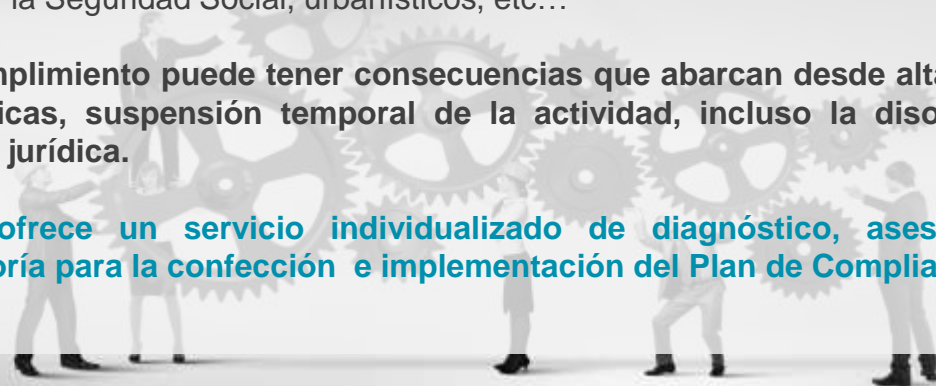 la Seguridad Social, urbanísticos, etc…
mplimiento puede tener consecuencias que abarcan desde alta
icas, suspensión temporal de la actividad, incluso la diso
jurídica.
ofrece un servicio individualizado de diagnóstico, ases
oría para la confección e implementación del Plan de Complia